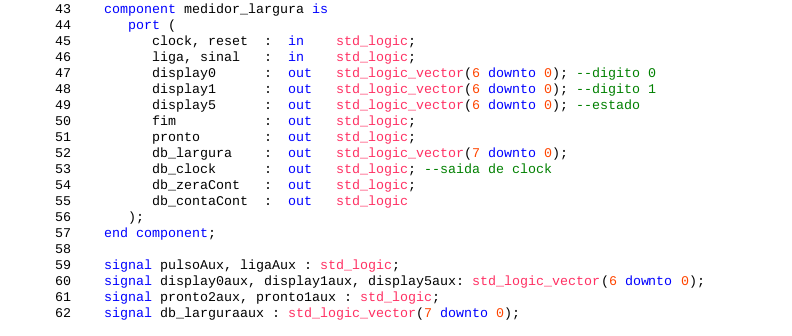 43 component medidor_largura is
44 port (
45 clock, reset : in std_logic;
46 liga, sinal : in std_logic;
47 display0 : out std_logic_vector(6 downto 0); --digito 0
48 display1 : out std_logic_vector(6 downto 0); --digito 1
49 display5 : out std_logic_vector(6 downto 0); --estado
50 fim : out std_logic;
51 pronto : out std_logic;
52 db_largura : out std_logic_vector(7 downto 0);
53 db_clock : out std_logic; --saida de clock
54 db_zeraCont : out std_logic;
55 db_contaCont : out std_logic
56 );
57 end component;
58
59 signal pulsoAux, ligaAux : std_logic;
60 signal display0aux, display1aux, display5aux: std_logic_vector(6 downto 0);
61 signal pronto2aux, pronto1aux : std_logic;
62 signal db_larguraaux : std_logic_vector(7 downto 0);